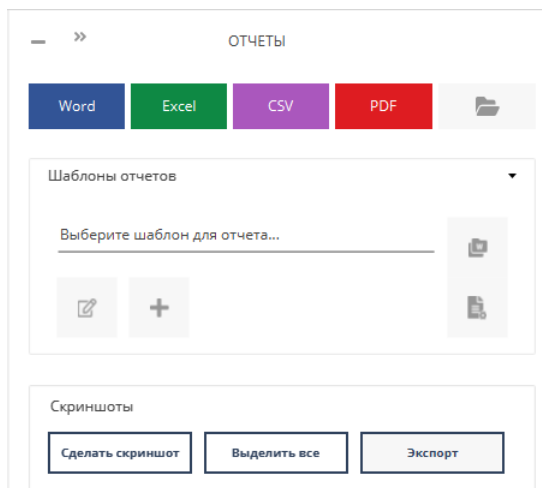 ОТЧЕТЫ
Word Excel CSV PDF
Шаблоны отчетов
Выберите шаблон для отчета...
Скриншоты
Сделать скриншот Выделить все Экспорт